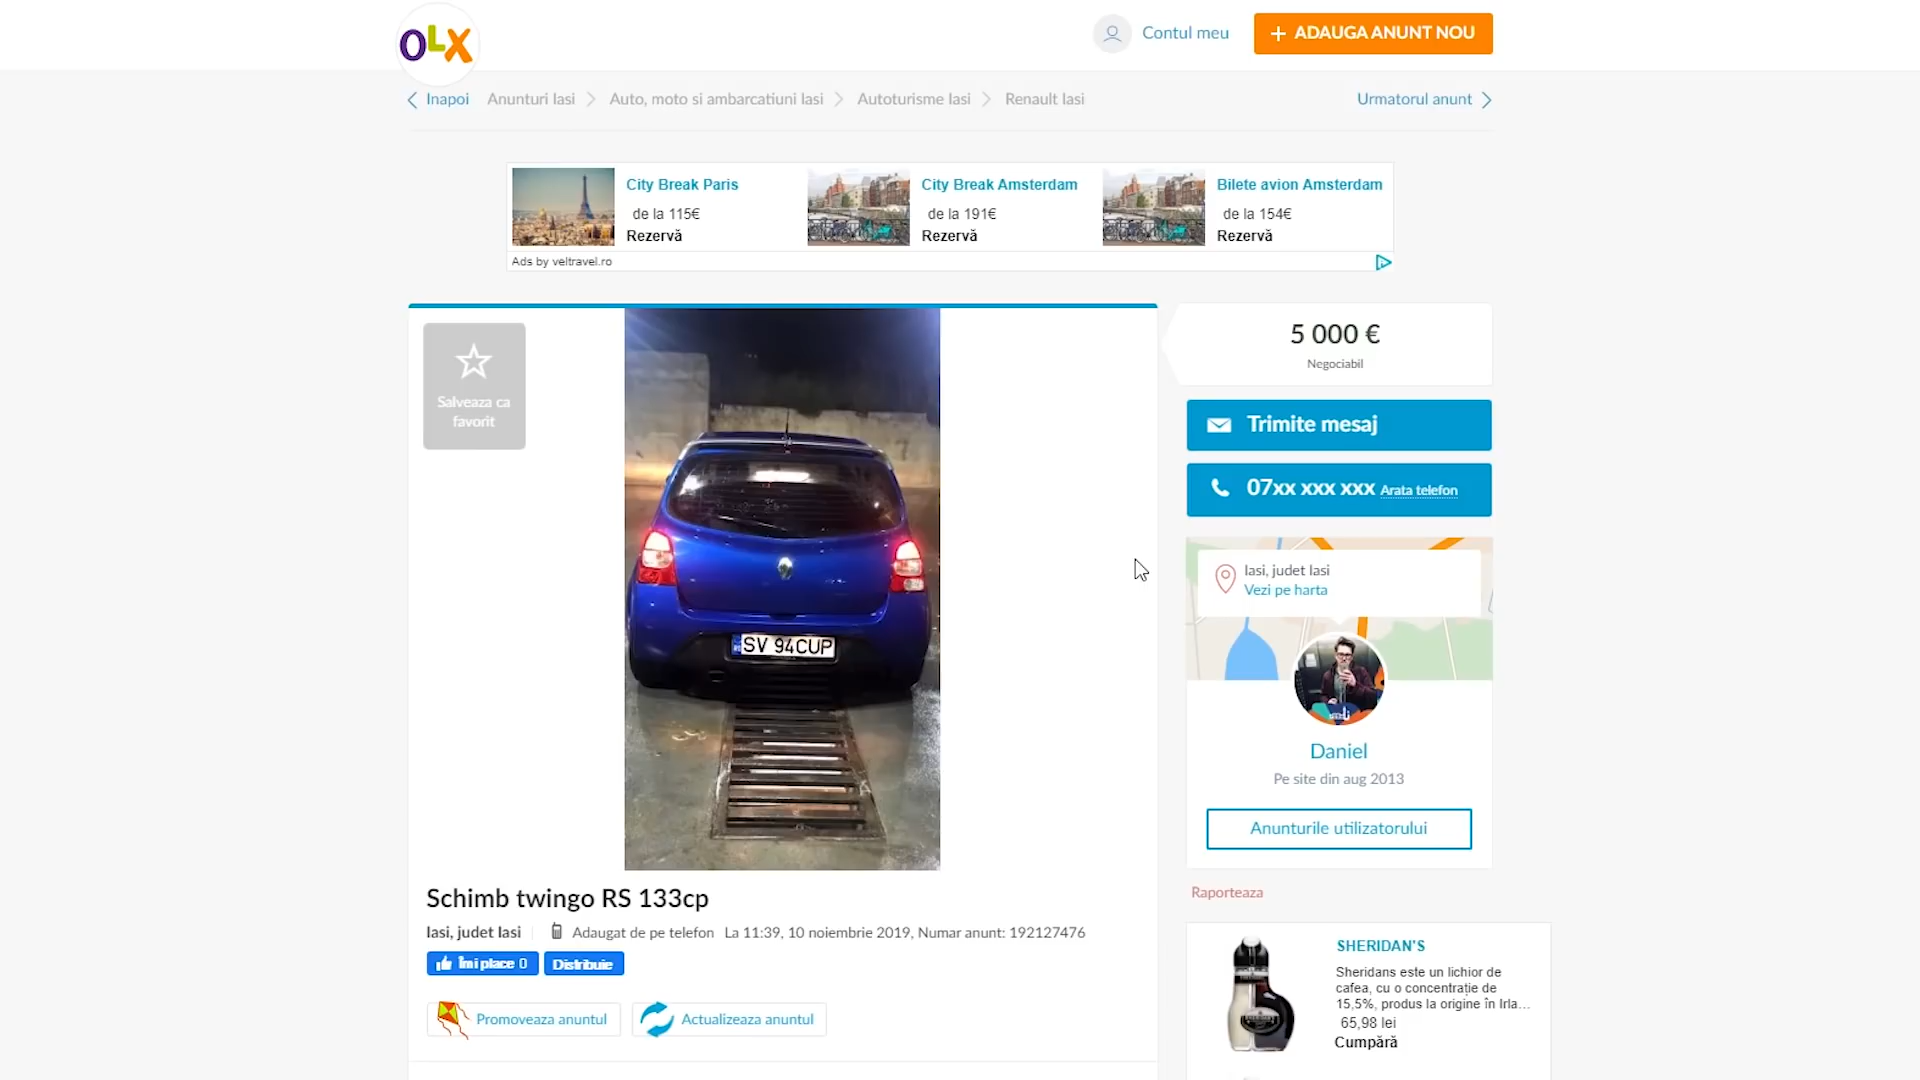 OLX
Contul meu
+ ADAUGA ANUNT NOU
Inapoi
Anunturi Iasi
Auto, moto si ambarcatiuni Iasi
Autoturisme Iasi
Renault Iasi
Urmatorul anunt
City Break Paris
de la 115€
Rezervă
City Break Amsterdam
de la 191€
Rezervă
Bilete avion Amsterdam
de la 154€
Rezervă
Ads by veltravel.ro
Salveaza ca
favorit
SV 94CUP
5 000 €
Negociabil
Trimite mesaj
07xx xxx xxx Arata telefon
Iasi, judet Iasi
Vezi pe harta
Daniel
Pe site din aug 2013
Anunturile utilizatorului
Raporteaza
Schimb twingo RS 133cp
Iasi, judet Iasi
Adaugat de pe telefon La 11:39, 10 noiembrie 2019, Numar anunt: 192127476
Îmi place 0
Distribuie
Promoveaza anuntul
Actualizeaza anuntul
SHERIDAN'S
Sheridans este un lichior de
cafea, cu o concentrație de
15,5%, produs la origine în Irla...
65,98 lei
Cumpără